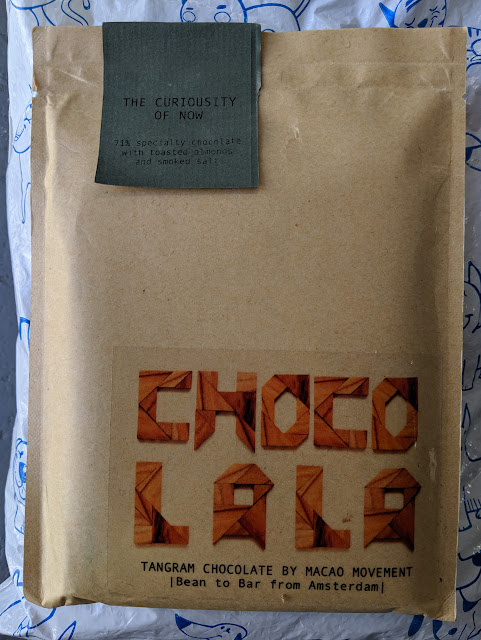 THE CURIOUSITY
OF NOW
71% specialty chocolate
with toasted almonds
and smoked salt
CHOCO
LALA
TANGRAM CHOCOLATE BY MACAO MOVEMENT
|Bean to Bar from Amsterdam|